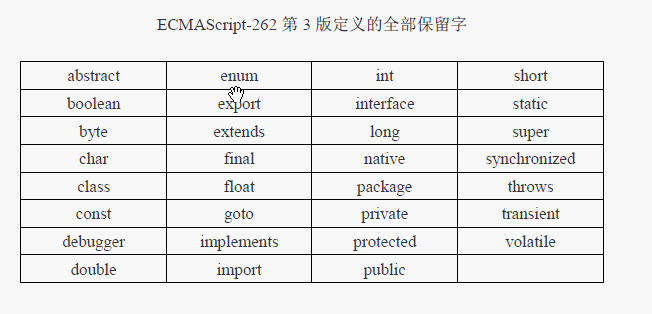 ECMAScript-262 第 3 版定义的全部保留字
abstract enum int short
boolean export interface static
byte extends long super
char final native synchronized
class float package throws
const goto private transient
debugger implements protected volatile
double import public